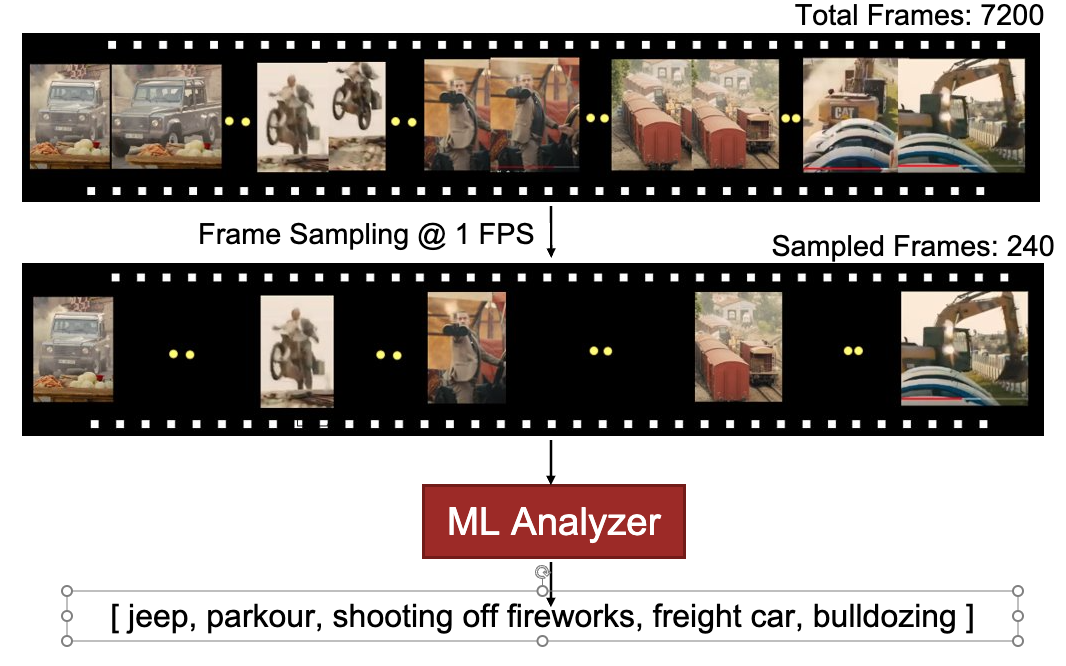 Total Frames: 7200
CAT
Frame Sampling @ 1 FPS
Sampled Frames: 240
ML Analyzer
[ jeep, parkour, shooting off fireworks, freight car, bulldozing ]